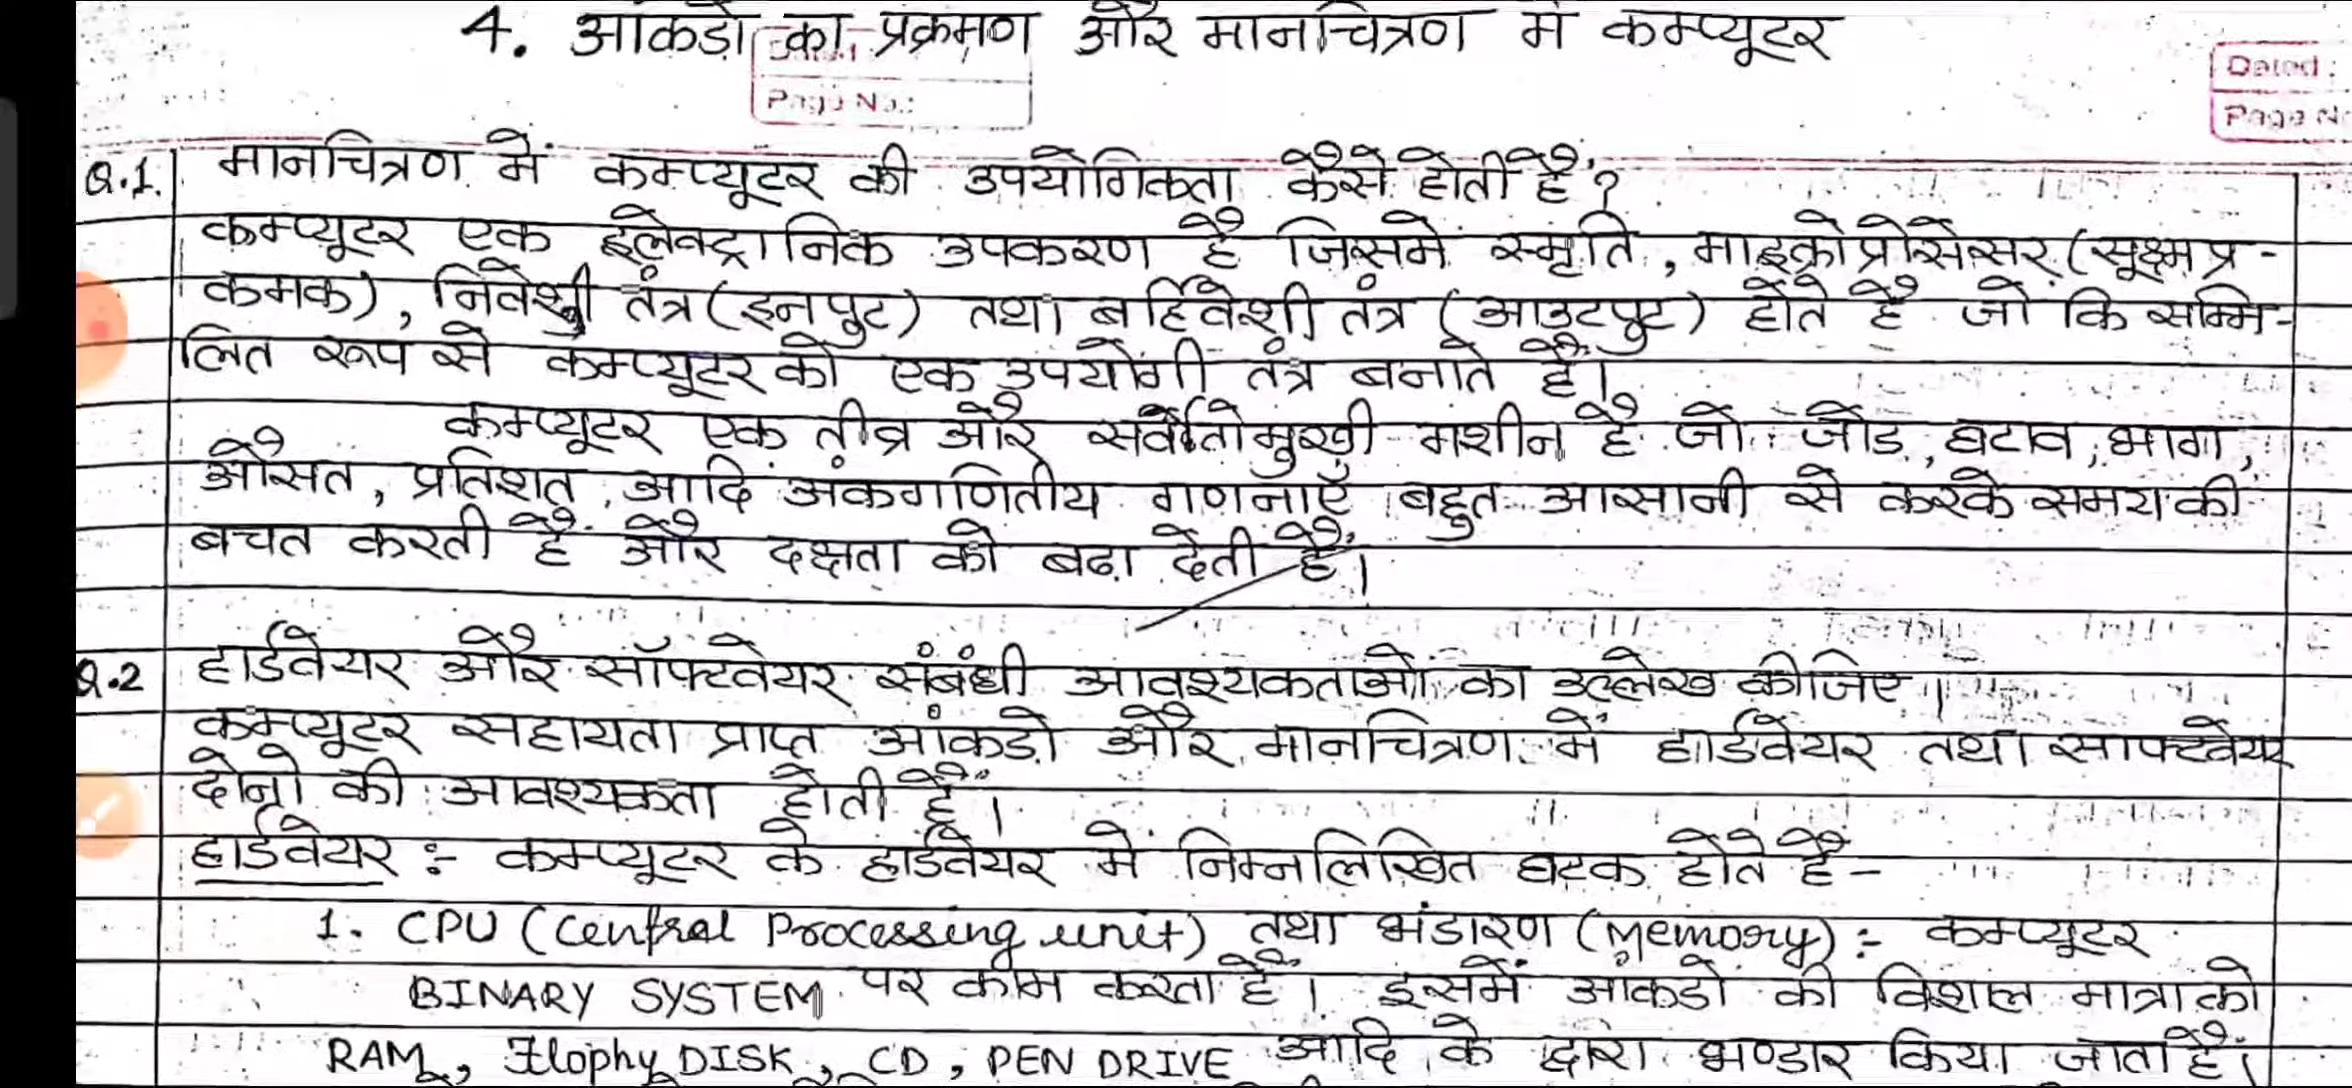 4. आंकड़ो का प्रक्रमण और मानचित्रण में कम्प्यूटर
Page No.:
Dated:
Page N
Q.1. मानचित्रण में कम्प्यूटर की उपयोगिकता कैसे होती है?
कम्प्यूटर एक इलेक्ट्रानिक उपकरण है जिसमें स्मृति, माइक्रोप्रोसेसर (सूक्ष्म प्र-
कमक), निवेशी तंत्र (इनपुट) तथा बर्हिवेशी तंत्र (आउटपुट) होते है जो कि सम्मि-
लित रूप से कम्प्यूटर को एक उपयोगी तंत्र बनाते है।
कम्प्यूटर एक तीव्र और सर्वतोमुखी मशीन है जो जोड, घटाव, भाग,
औसत, प्रतिशत, आदि अंकगणितीय गणनाएँ बहुत आसानी से करके समय की
बचत करती है और दक्षता को बढा देती है।
Q.2 हार्डवेयर और सॉफ्टवेयर संबंधी आवश्यकताओं का उल्लेख कीजिए।
कम्प्यूटर सहायता प्राप्त आंकडो और मानचित्रण में हार्डवेयर तथा साफ्टवेयर
दोनो की आवश्यकता होती हैं।
हार्डवेयर :- कम्प्यूटर के हार्डवेयर मे निम्नलिखित घटक होते है-
1. CPU (Central Processing unit) तथा भंडारण (Memory) :- कम्प्यूटर
BINARY SYSTEM पर काम करता है। इसमें आंकडो की विशाल मात्रा को
RAM, Flophy DISK, CD, PEN DRIVE आदि के द्वारा भण्डार किया जाता है।